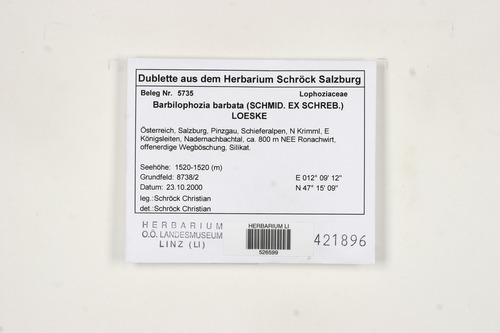 Dublette aus dem Herbarium Schröck Salzburg
Beleg Nr. 5735 Lophoziaceae
Barbilophozia barbata (SCHMID. EX SCHREB.)
LOESKE
Österreich, Salzburg, Pinzgau, Schieferalpen, N Krimml, E
Königsleiten, Nadernachbachtal, ca. 800 m NEE Ronachwirt,
offenerdige Wegböschung, Silikat.
Seehöhe: 1520-1520 (m)
Grundfeld: 8738/2 E 012° 09' 12"
Datum: 23.10.2000 N 47° 15' 09"
leg.:Schröck Christian
det.:Schröck Christian
HERBARIUM
O.Ö. LANDESMUSEUM
LINZ (LI)
HERBARIUM LI
526599
421896